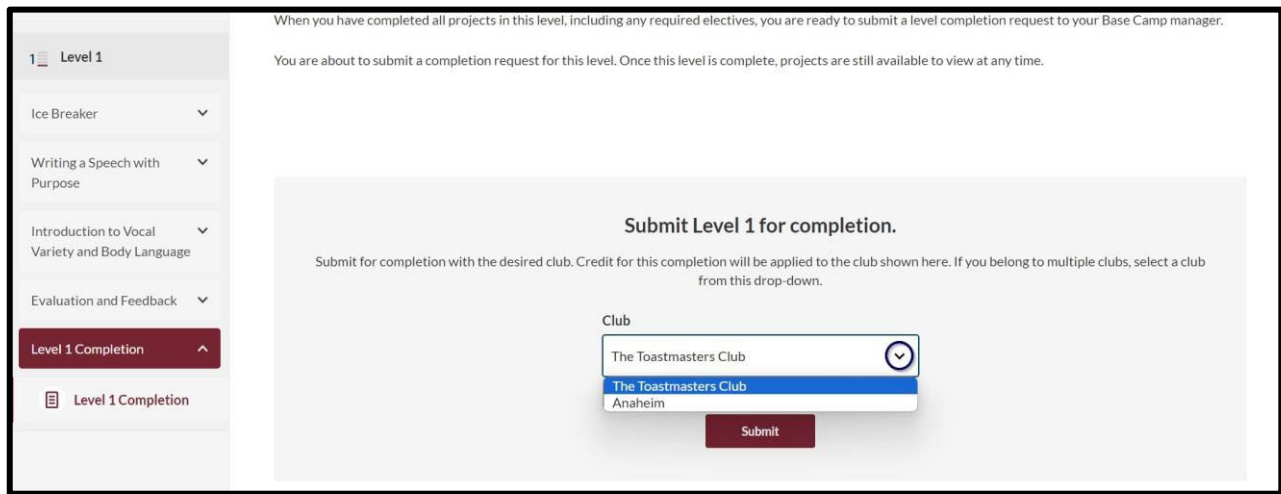 When you have completed all projects in this level, including any required electives, you are ready to submit a level completion request to your Base Camp manager.
You are about to submit a completion request for this level. Once this level is complete, projects are still available to view at any time.
1 Level 1
Ice Breaker
Writing a Speech with
Purpose
Introduction to Vocal
Variety and Body Language
Evaluation and Feedback
Level 1 Completion
Level 1 Completion
Submit Level 1 for completion.
Submit for completion with the desired club. Credit for this completion will be applied to the club shown here. If you belong to multiple clubs, select a club
from this drop-down.
Club
The Toastmasters Club
The Toastmasters Club
Anaheim
Submit